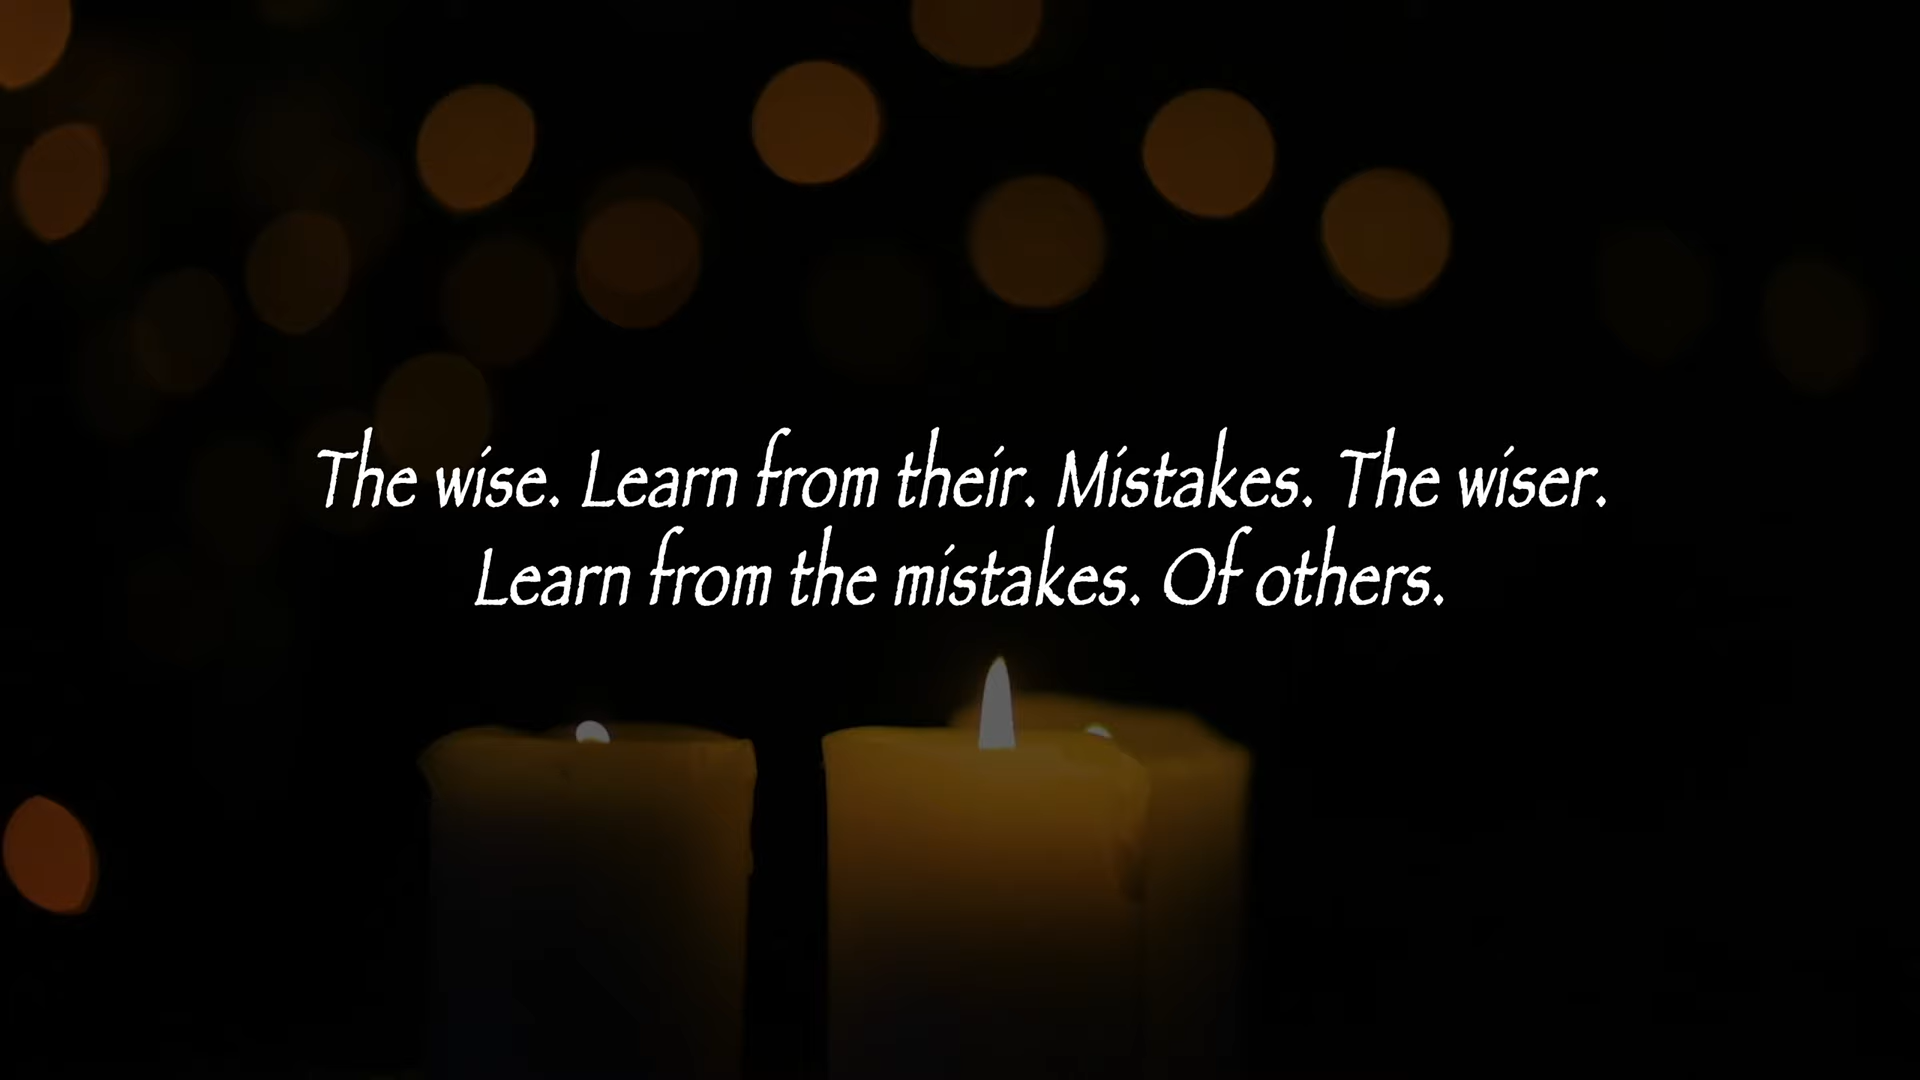 The wise. Learn from their. Mistakes. The wiser.
Learn from the mistakes. Of others.